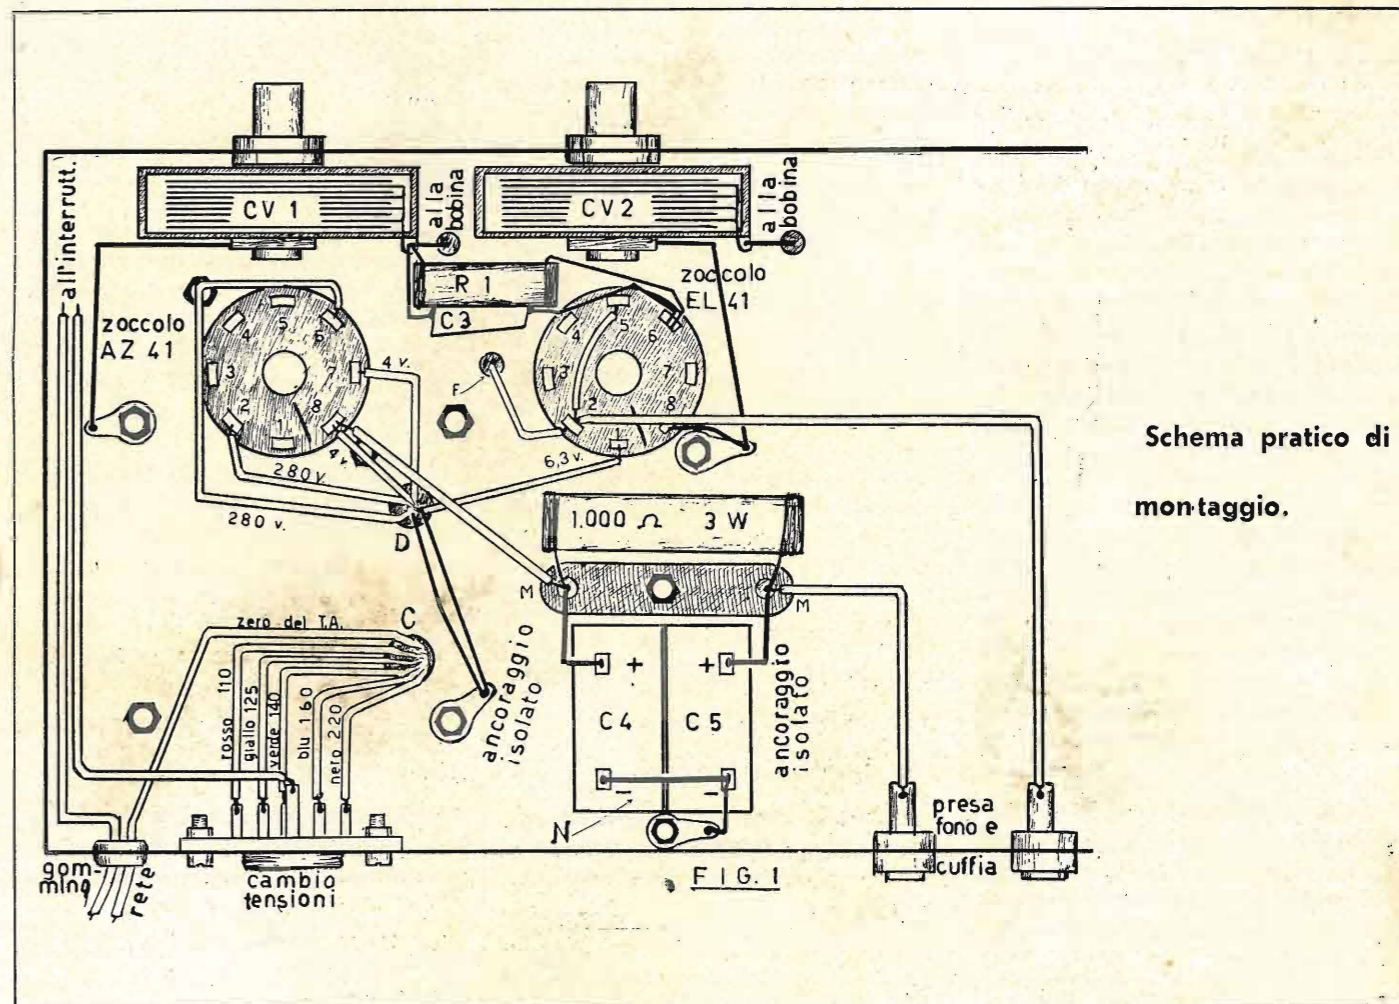 all'interrutt.
CV 1
alla
bobina
CV2
alla
bobina
zoccolo
AZ 41
R 1
C3
zoccolo
EL 41
5
4
6
3
7
2
8
1
5
4
6
3
7
2
8
1
4 v.
F
4 v.
280 v.
280 v.
6,3 v.
D
1.000 Ω 3 W
M
M
zero del T.A.
C
rosso 110
giallo 125
verde 140
blu 160
nero 220
ancoraggio
isolato
+
+
C4
C5
-
-
N
ancoraggio
isolato
gom-
mino
rete
cambio
tensioni
FIG. 1
presa
fono e
cuffia
Schema pratico di
montaggio.